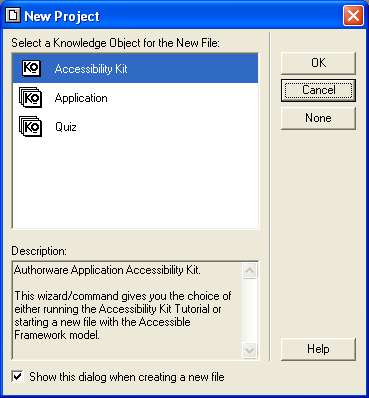 New Project
Select a Knowledge Object for the New File:
KO Accessibility Kit
KO Application
KO Quiz
OK
Cancel
None
Description:
Authorware Application Accessibility Kit.
This wizard/command gives you the choice of
either running the Accessibility Kit Tutorial or
starting a new file with the Accessible
Framework model.
Help
Show this dialog when creating a new file